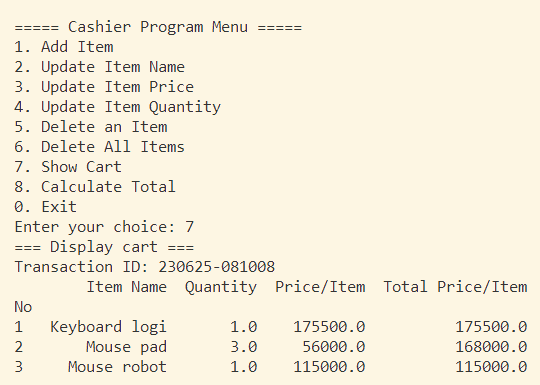 ===== Cashier Program Menu =====
1. Add Item
2. Update Item Name
3. Update Item Price
4. Update Item Quantity
5. Delete an Item
6. Delete All Items
7. Show Cart
8. Calculate Total
0. Exit
Enter your choice: 7
=== Display cart ===
Transaction ID: 230625-081008
        Item Name  Quantity  Price/Item  Total Price/Item
No
1   Keyboard logi       1.0    175500.0          175500.0
2       Mouse pad       3.0     56000.0          168000.0
3     Mouse robot       1.0    115000.0          115000.0